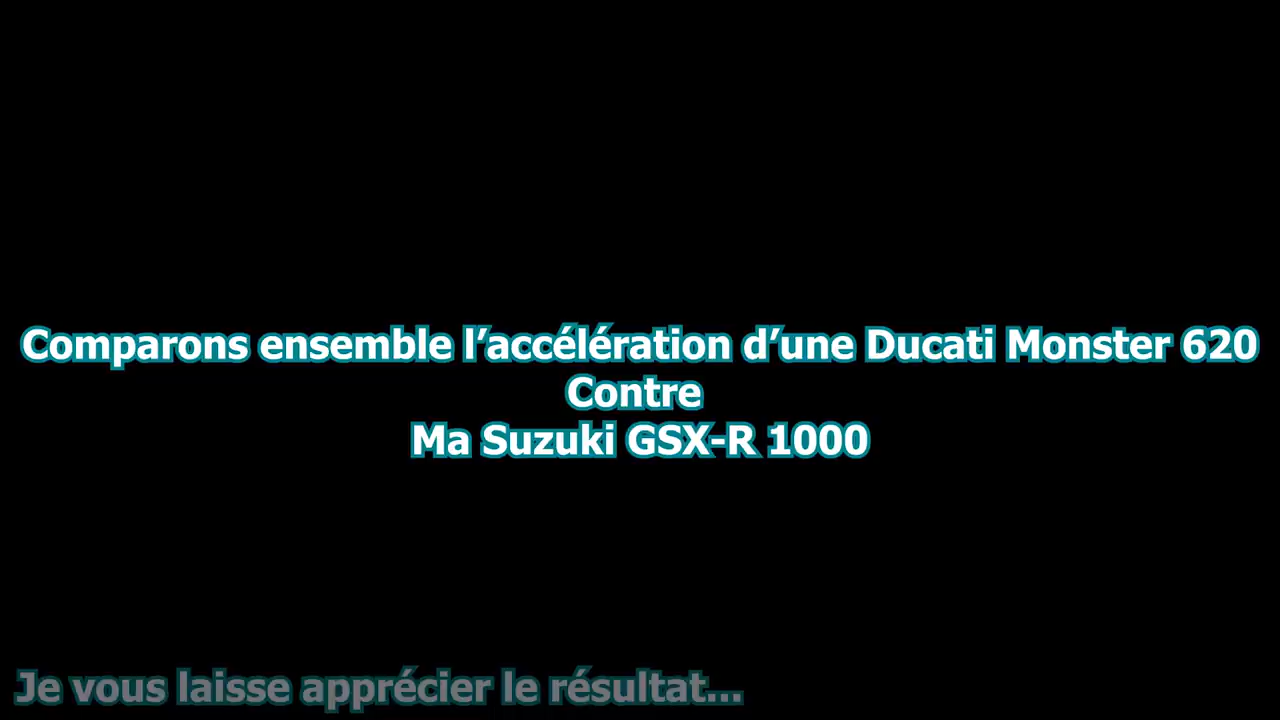 Comparons ensemble l’accélération d’une Ducati Monster 620
Contre
Ma Suzuki GSX-R 1000
Je vous laisse apprécier le résultat...